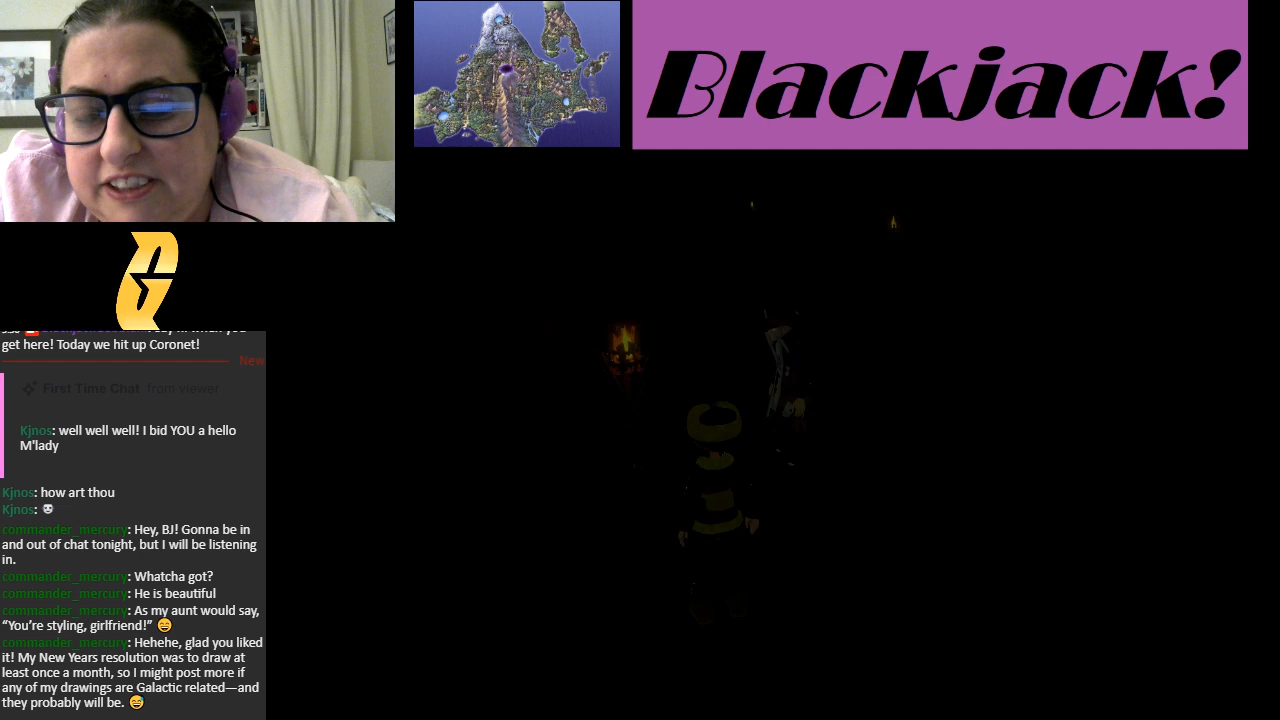 Blackjack!
get here! Today we hit up Coronet!
New
First Time Chat from viewer
Kjnos: well well well! I bid YOU a hello
M'lady
Kjnos: how art thou
Kjnos: 💀
commander_mercury: Hey, BJ! Gonna be in
and out of chat tonight, but I will be listening
in.
commander_mercury: Whatcha got?
commander_mercury: He is beautiful
commander_mercury: As my aunt would say,
“You’re styling, girlfriend!” 😄
commander_mercury: Hehehe, glad you liked
it! My New Years resolution was to draw at
least once a month, so I might post more if
any of my drawings are Galactic related—and
they probably will be. 😅